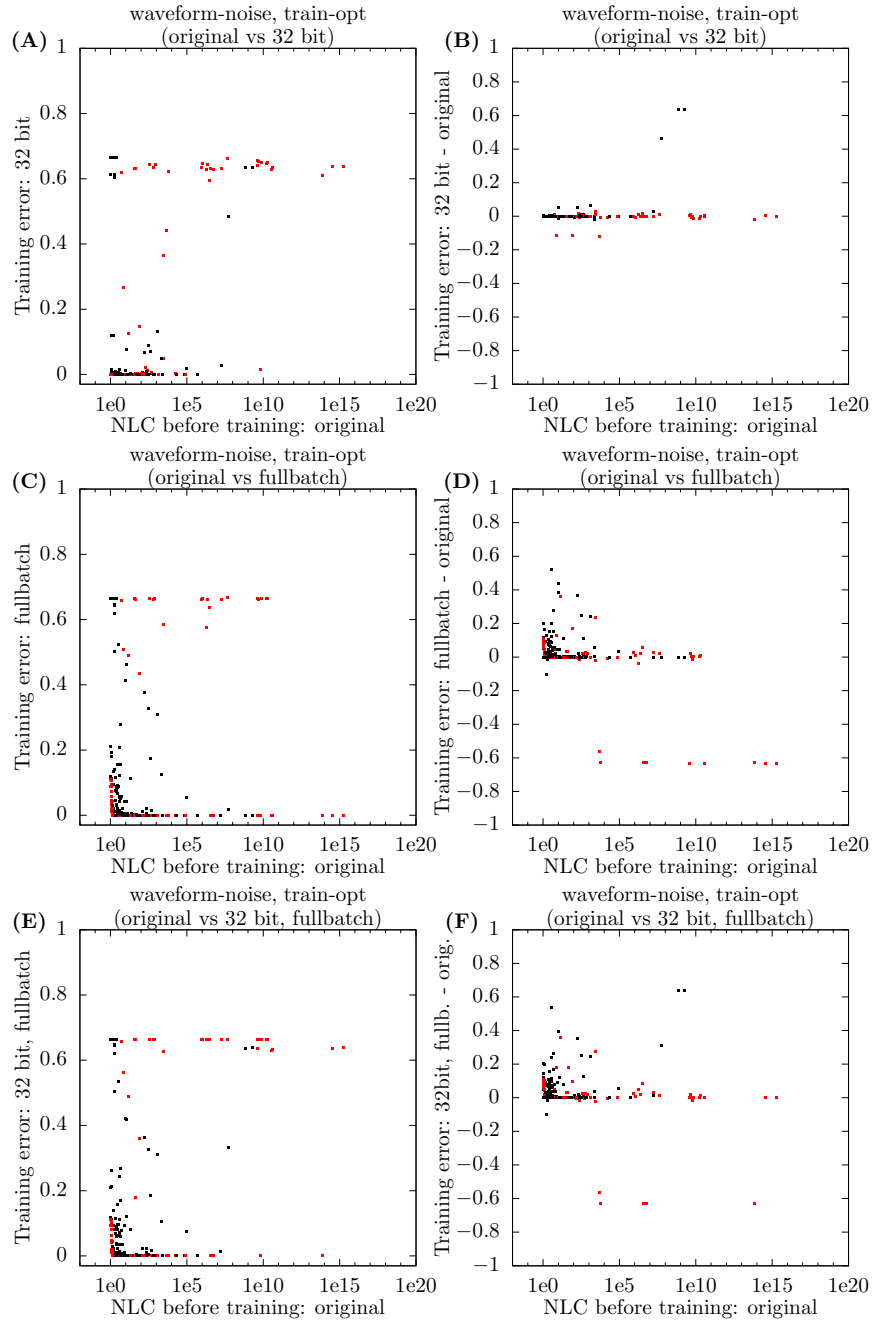 waveform-noise, train-opt
(A)
(original vs 32 bit)
Training error: 32 bit
1
0.8
0.6
0.4
0.2
0
1e0 1e5 1e10 1e15 1e20
NLC before training: original
waveform-noise, train-opt
(B)
(original vs 32 bit)
Training error: 32 bit - original
1
0.8
0.6
0.4
0.2
0
−0.2
−0.4
−0.6
−0.8
−1
1e0 1e5 1e10 1e15 1e20
NLC before training: original
waveform-noise, train-opt
(C)
(original vs fullbatch)
Training error: fullbatch
1
0.8
0.6
0.4
0.2
0
1e0 1e5 1e10 1e15 1e20
NLC before training: original
waveform-noise, train-opt
(D)
(original vs fullbatch)
Training error: fullbatch - original
1
0.8
0.6
0.4
0.2
0
−0.2
−0.4
−0.6
−0.8
−1
1e0 1e5 1e10 1e15 1e20
NLC before training: original
waveform-noise, train-opt
(E)
(original vs 32 bit, fullbatch)
Training error: 32 bit, fullbatch
1
0.8
0.6
0.4
0.2
0
1e0 1e5 1e10 1e15 1e20
NLC before training: original
waveform-noise, train-opt
(F)
(original vs 32 bit, fullbatch)
Training error: 32bit, fullb. - orig.
1
0.8
0.6
0.4
0.2
0
−0.2
−0.4
−0.6
−0.8
−1
1e0 1e5 1e10 1e15 1e20
NLC before training: original